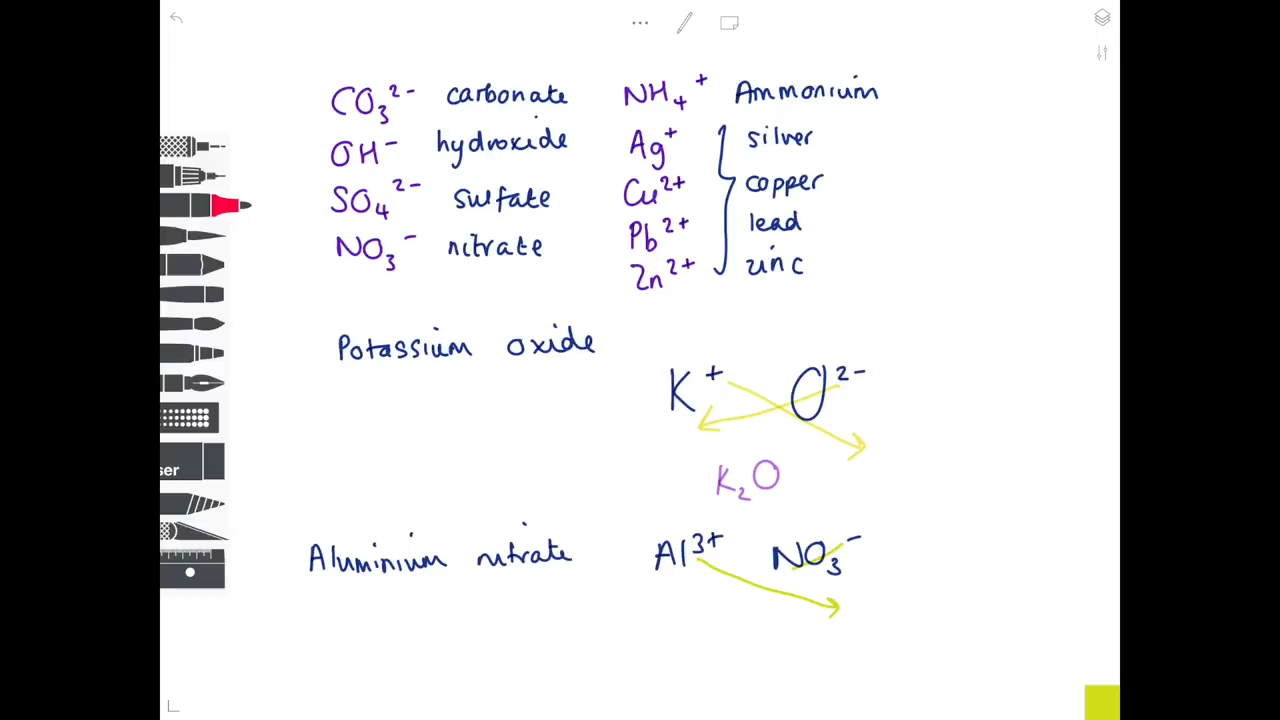 CO₃²⁻ carbonate NH₄⁺ Ammonium
OH⁻ hydroxide Ag⁺ silver
SO₄²⁻ sulfate Cu²⁺ copper
NO₃⁻ nitrate Pb²⁺ lead
Zn²⁺ zinc
Potassium oxide
K⁺ O²⁻
ser
K₂O
Aluminium nitrate Al³⁺ NO₃⁻